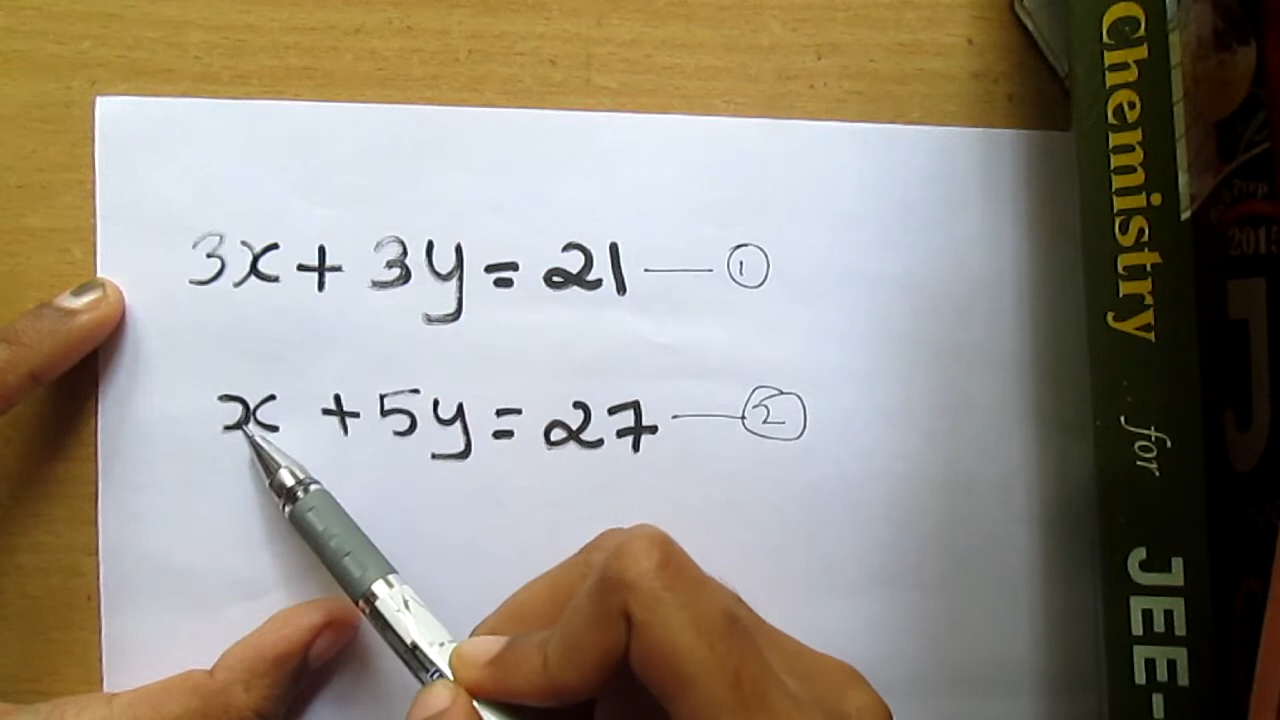 3x + 3y = 21 — ①
x + 5y = 27 — ②
Chemistry ... for JEE-
2015